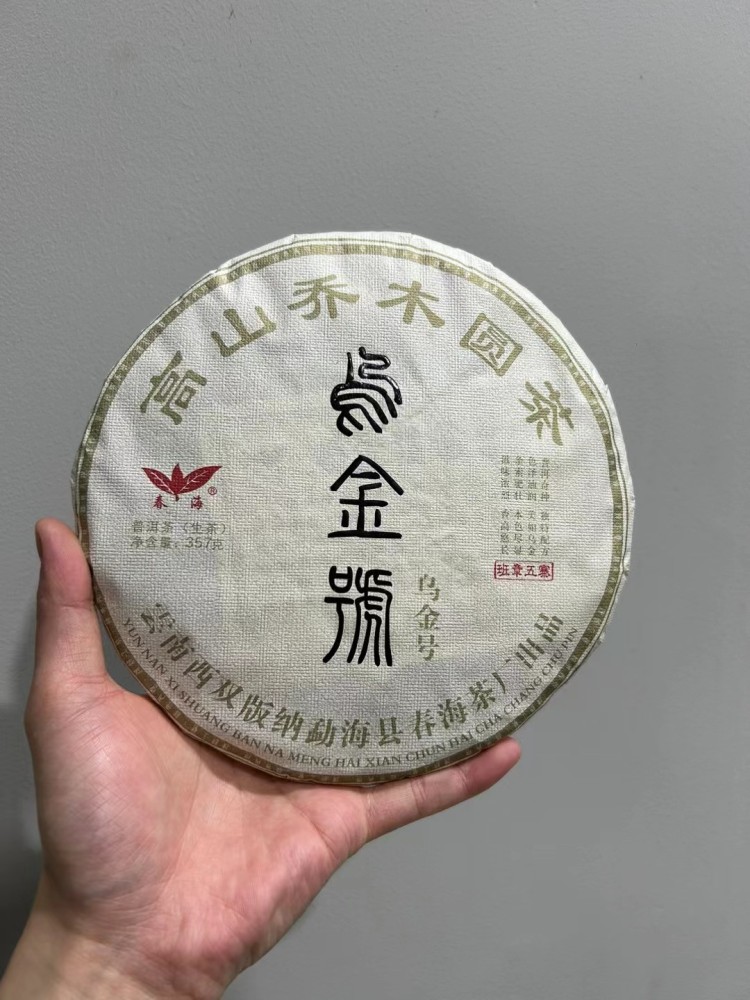 高山乔木圆茶
烏金號
乌金号
春海®
普洱茶（生茶）
净含量：357克
班章五寨
云南西双版纳勐海县春海茶厂出品
YUN NAN XI SHUANG BAN NA MENG HAI XIAN CHUN HAI CHA CHANG CHU PIN